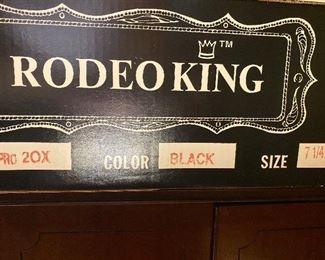 RODEO KING ™
PRO 20X COLOR BLACK SIZE 7 1/4